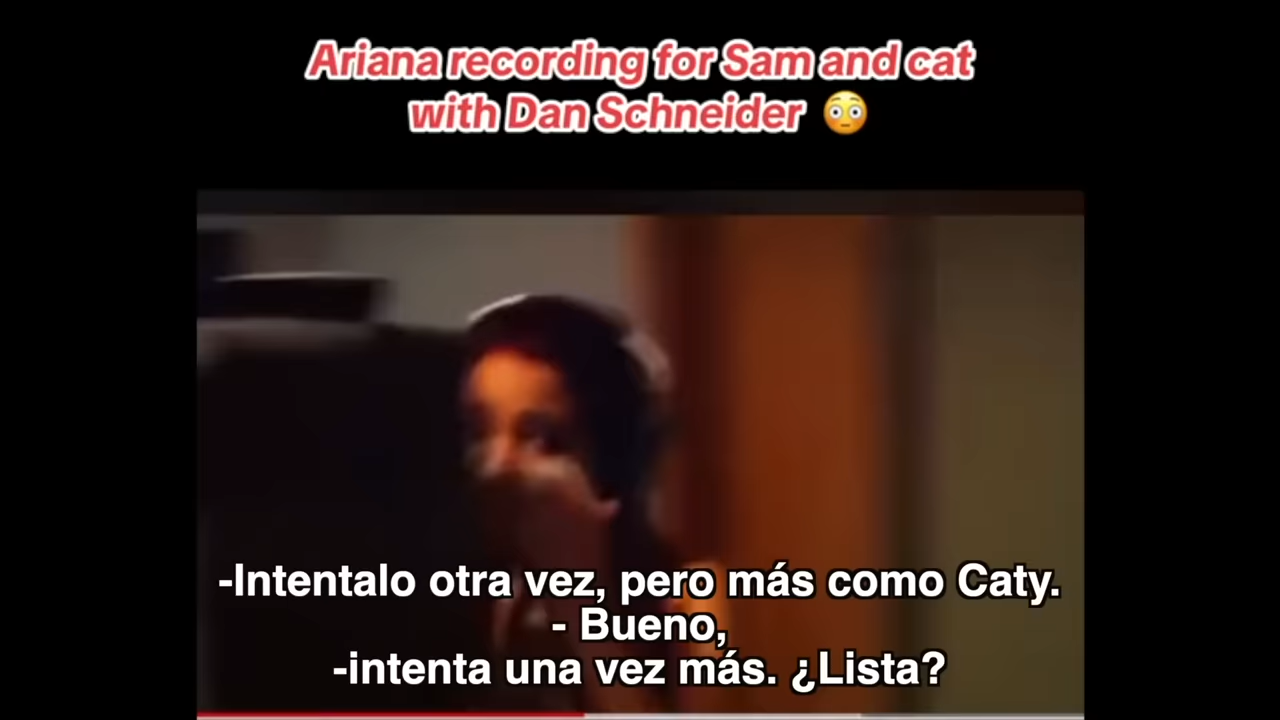 Ariana recording for Sam and cat
with Dan Schneider 😳
-Intentalo otra vez, pero más como Caty.
- Bueno,
-intenta una vez más. ¿Lista?